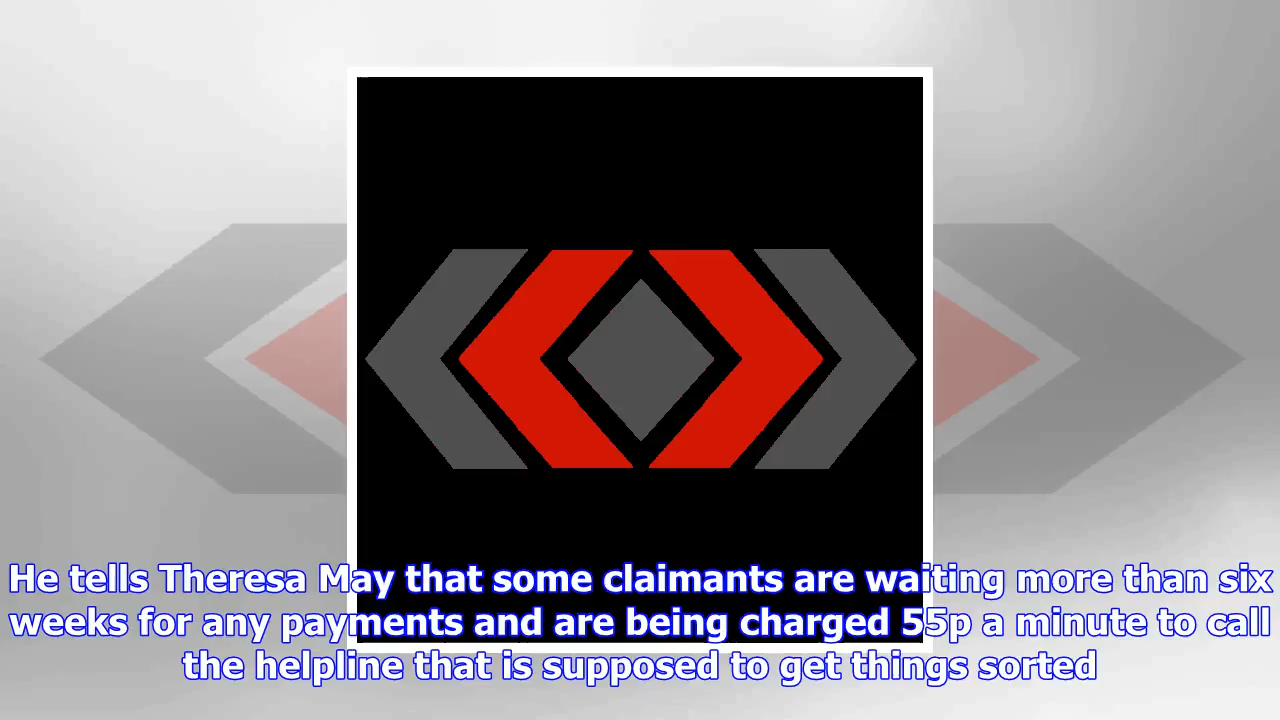 He tells Theresa May that some claimants are waiting more than six
weeks for any payments and are being charged 55p a minute to call
the helpline that is supposed to get things sorted